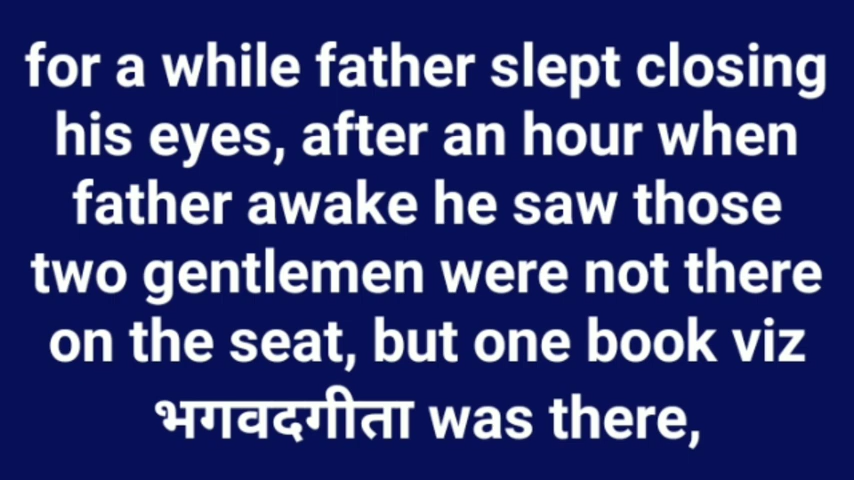 for a while father slept closing
his eyes, after an hour when
father awake he saw those
two gentlemen were not there
on the seat, but one book viz
भगवदगीता was there,